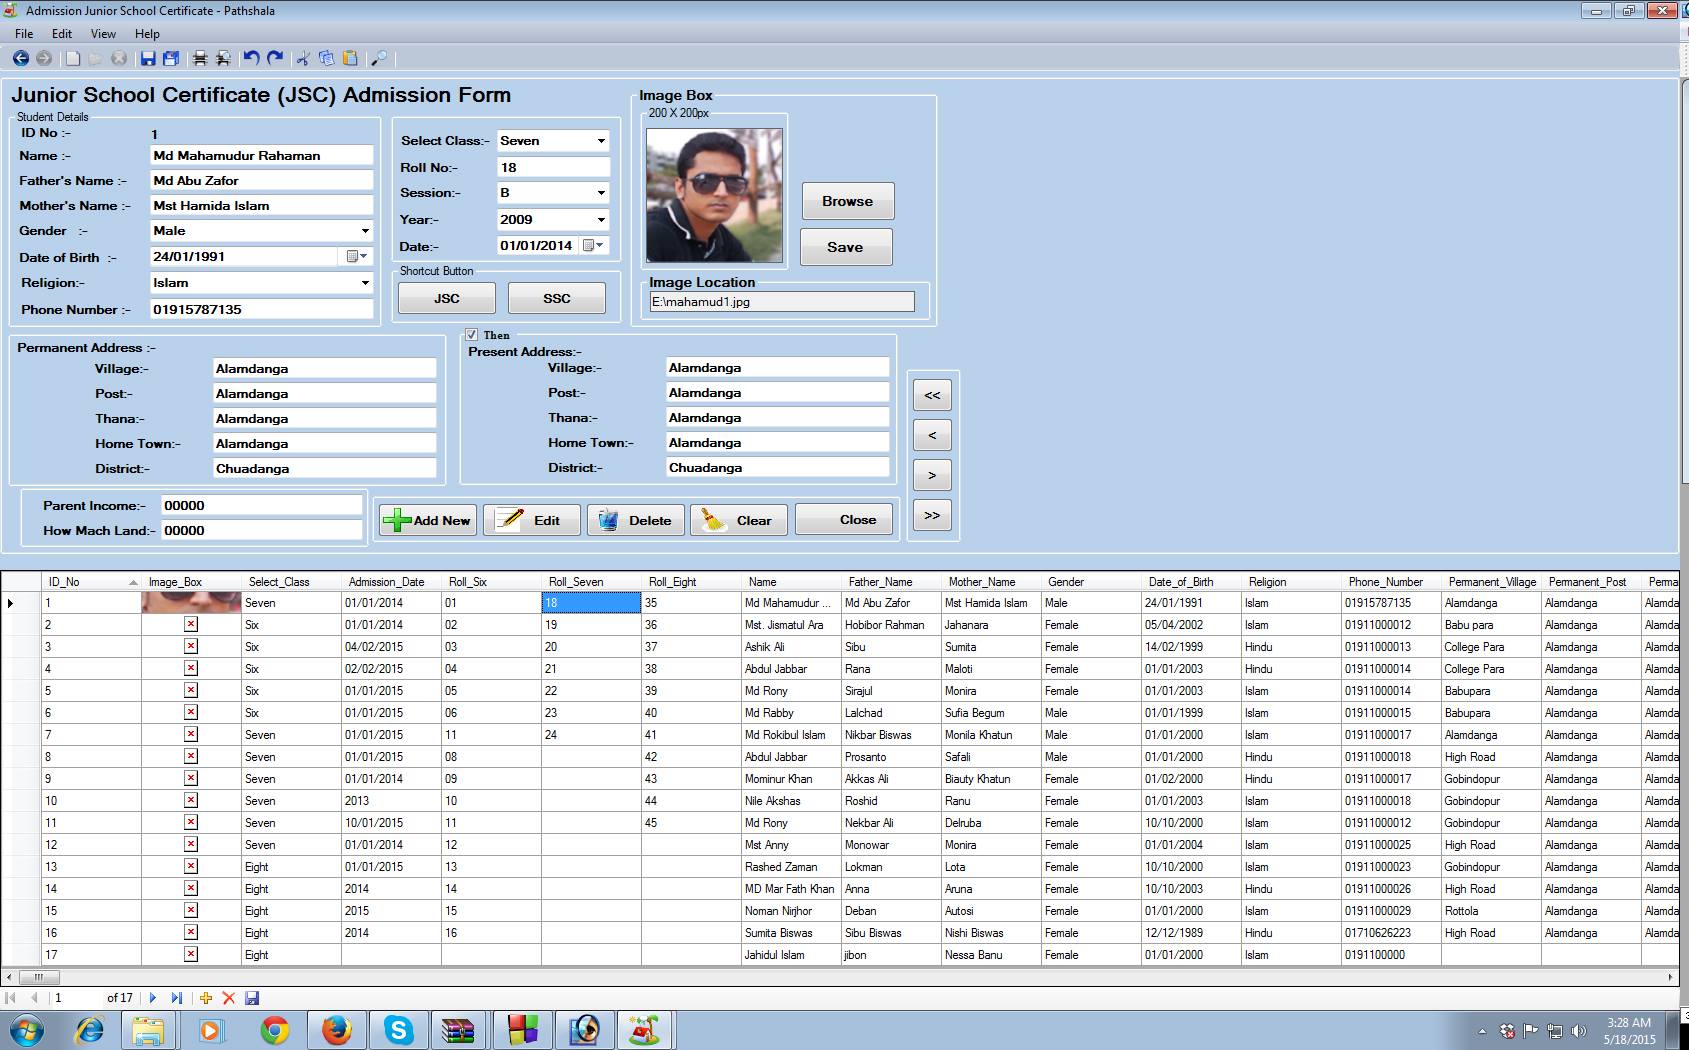 Admission Junior School Certificate - Pathshala
File Edit View Help
Junior School Certificate (JSC) Admission Form
Student Details
ID No :- 1
Name :- Md Mahamudur Rahaman
Father's Name :- Md Abu Zafor
Mother's Name :- Mst Hamida Islam
Gender :- Male
Date of Birth :- 24/01/1991
Religion:- Islam
Phone Number :- 01915787135
Select Class:- Seven
Roll No:- 18
Session:- B
Year:- 2009
Date:- 01/01/2014
Shortcut Button
JSC SSC
Image Box
200 X 200px
Browse
Save
Image Location
E:\mahamud1.jpg
Permanent Address :-
Village:- Alamdanga
Post:- Alamdanga
Thana:- Alamdanga
Home Town:- Alamdanga
District:- Chuadanga
Then
Present Address:-
Village:- Alamdanga
Post:- Alamdanga
Thana:- Alamdanga
Home Town:- Alamdanga
District:- Chuadanga
<<
<
>
>>
Parent Income:- 00000
How Mach Land:- 00000
Add New Edit Delete Clear Close
ID_No Image_Box Select_Class Admission_Date Roll_Six Roll_Seven Roll_Eight Name Father_Name Mother_Name Gender Date_of_Birth Religion Phone_Number Permanent_Village Permanent_Post Perma
1 Seven 01/01/2014 01 18 35 Md Mahamudur ... Md Abu Zafor Mst Hamida Islam Male 24/01/1991 Islam 01915787135 Alamdanga Alamdanga Alamda
2 Six 01/01/2014 02 19 36 Mst. Jismatul Ara Hobibor Rahman Jahanara Female 05/04/2002 Islam 01911000012 Babu para Alamdanga Alamda
3 Six 04/02/2015 03 20 37 Ashik Ali Sibu Sumita Female 14/02/1999 Hindu 01911000013 College Para Alamdanga Alamda
4 Six 02/02/2015 04 21 38 Abdul Jabbar Rana Maloti Female 01/01/2003 Hindu 01911000014 College Para Alamdanga Alamda
5 Six 01/01/2015 05 22 39 Md Rony Sirajul Monira Female 01/01/2003 Islam 01911000014 Babupara Alamdanga Alamda
6 Six 01/01/2015 06 23 40 Md Rabby Lalchad Sufia Begum Male 01/01/1999 Islam 01911000015 Babupara Alamdanga Alamda
7 Seven 01/01/2015 11 24 41 Md Rokibul Islam Nikbar Biswas Monila Khatun Male 01/01/2000 Islam 01911000017 Alamdanga Alamdanga Alamda
8 Seven 01/01/2015 08 42 Abdul Jabbar Prosanto Safali Male 01/01/2000 Hindu 01911000018 High Road Alamdanga Alamda
9 Seven 01/01/2014 09 43 Mominur Khan Akkas Ali Biauty Khatun Female 01/02/2000 Hindu 01911000017 Gobindopur Alamdanga Alamda
10 Seven 2013 10 44 Nile Akshas Roshid Ranu Female 01/01/2003 Islam 01911000018 Gobindopur Alamdanga Alamda
11 Seven 10/01/2015 11 45 Md Rony Nekbar Ali Delruba Female 10/10/2000 Islam 01911000012 Gobindopur Alamdanga Alamda
12 Seven 01/01/2014 12 Mst Anny Monowar Monira Female 01/01/2004 Islam 01911000025 High Road Alamdanga Alamda
13 Eight 01/01/2015 13 Rashed Zaman Lokman Lota Female 10/10/2000 Islam 01911000023 Gobindopur Alamdanga Alamda
14 Eight 2014 14 MD Mar Fath Khan Anna Aruna Female 10/10/2003 Hindu 01911000026 High Road Alamdanga Alamda
15 Eight 2015 15 Noman Nirjhor Deban Autosi Female 01/01/2000 Islam 01911000029 Rottola Alamdanga Alamda
16 Eight 2014 16 Sumita Biswas Sibu Biswas Nishi Biswas Female 12/12/1989 Hindu 01710626223 High Road Alamdanga Alamda
17 Eight Jahidul Islam jibon Nessa Banu Female 01/01/2000 Islam 0191100000
1 of 17
3:28 AM
5/18/2015